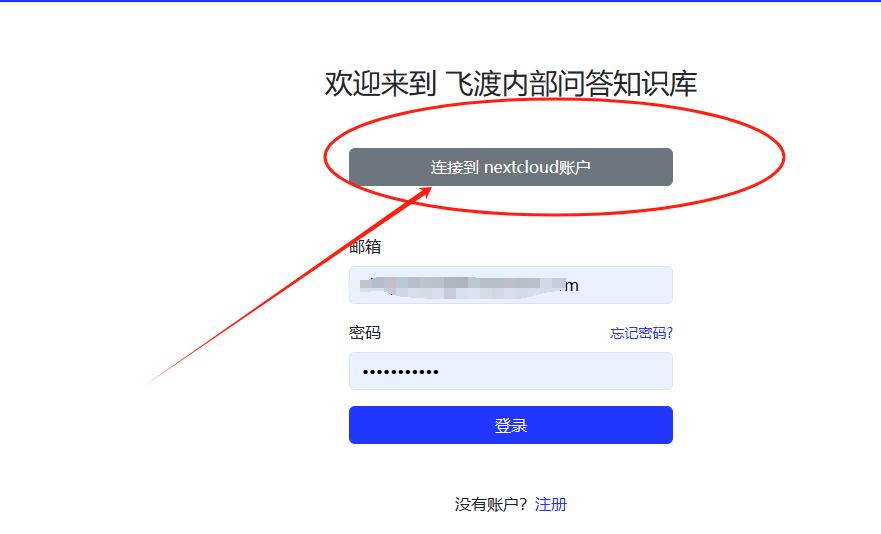 欢迎来到 飞渡内部问答知识库
连接到 nextcloud账户
邮箱
m
密码 忘记密码?
•••••••••••
登录
没有账户？注册